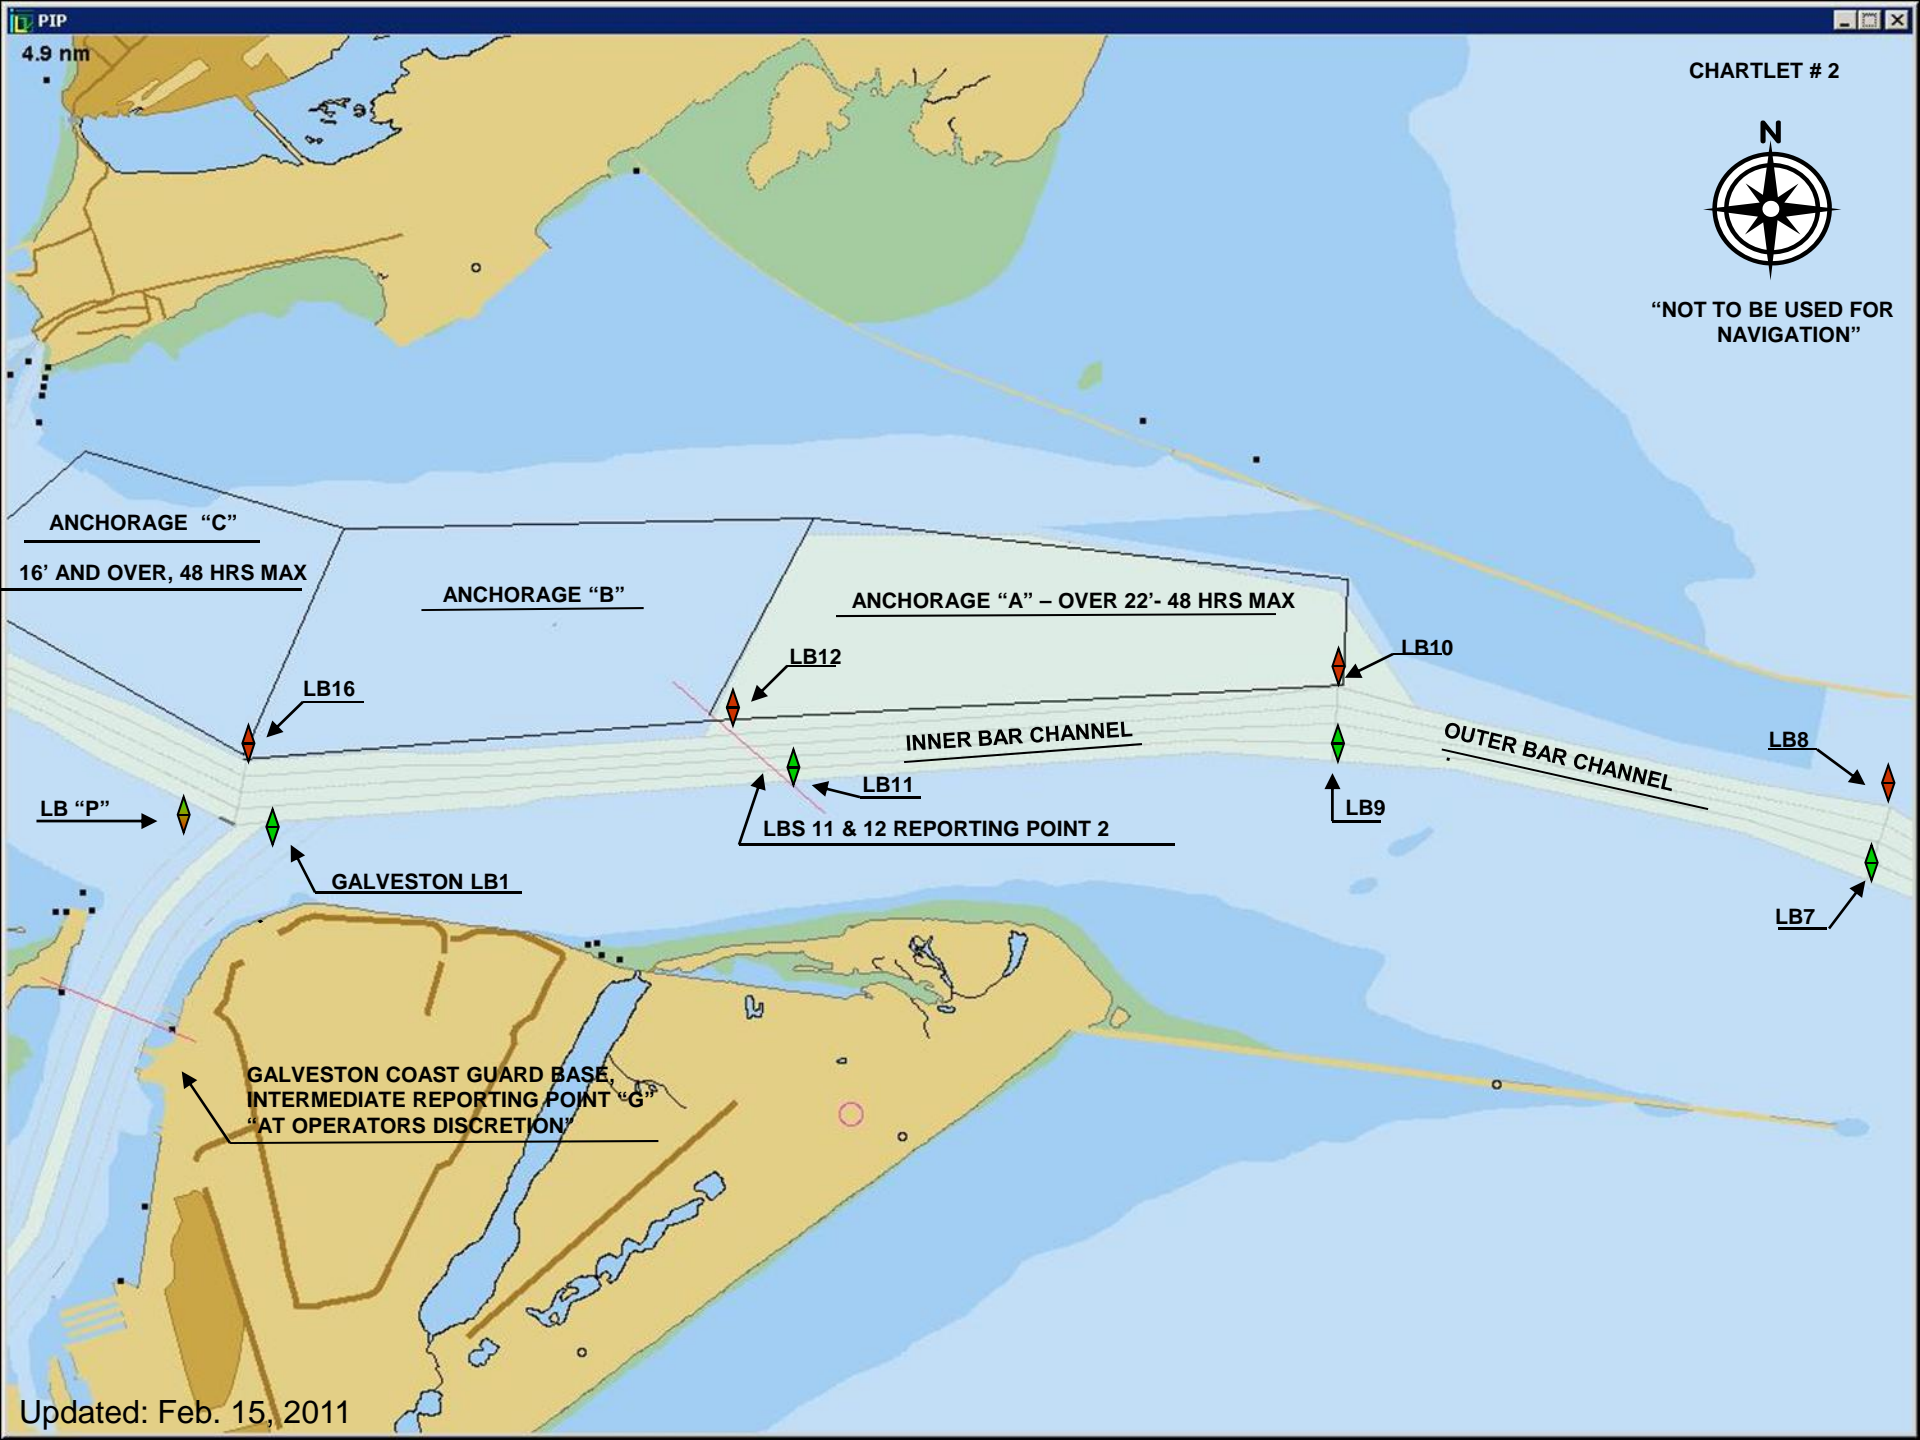 PIP
4.9 nm
CHARTLET # 2
N
“NOT TO BE USED FOR
NAVIGATION”
ANCHORAGE “C”
16’ AND OVER, 48 HRS MAX
ANCHORAGE “B”
ANCHORAGE “A” – OVER 22’- 48 HRS MAX
LB10
LB12
LB16
INNER BAR CHANNEL
OUTER BAR CHANNEL
LB8
LB11
LB “P”
LB9
LBS 11 & 12 REPORTING POINT 2
GALVESTON LB1
LB7
GALVESTON COAST GUARD BASE,
INTERMEDIATE REPORTING POINT “G”
“AT OPERATORS DISCRETION”
Updated: Feb. 15, 2011